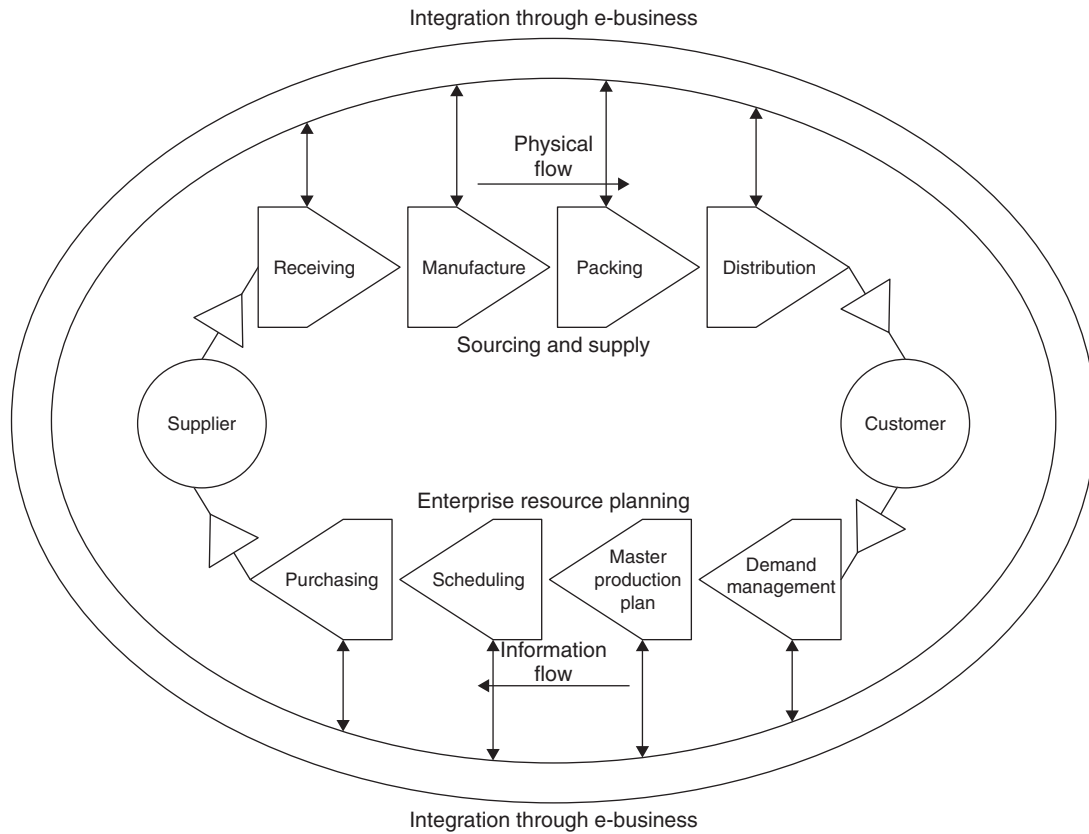 Integration through e-business
Physical
flow
Receiving
Manufacture
Packing
Distribution
Sourcing and supply
Supplier
Customer
Enterprise resource planning
Purchasing
Scheduling
Master
production
plan
Demand
management
Information
flow
Integration through e-business